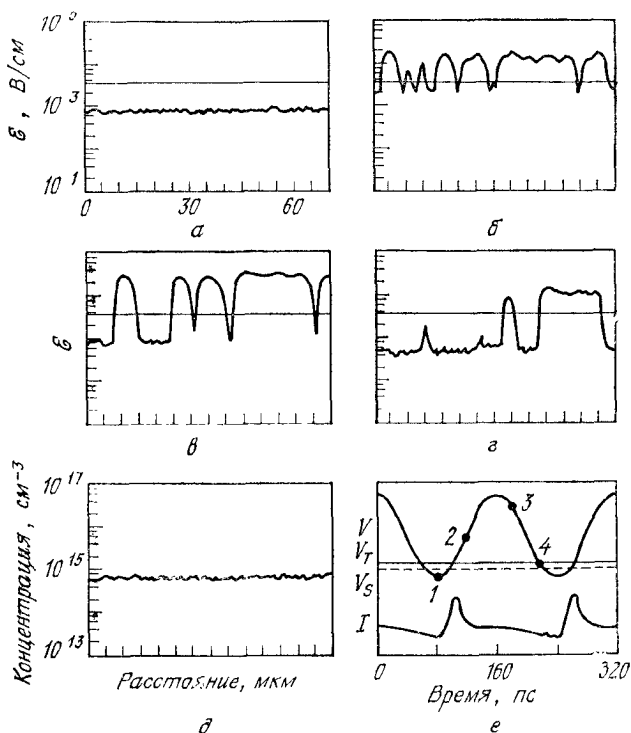 ℰ, В/см
10⁵
10³
10¹
0 30 60
а
б
ℰ
в
г
Концентрация, см⁻³
10¹⁷
10¹⁵
10¹³
Расстояние, мкм
д
V
V_T
V_S
I
1
2
3
4
0 160 320
Время, пс
е